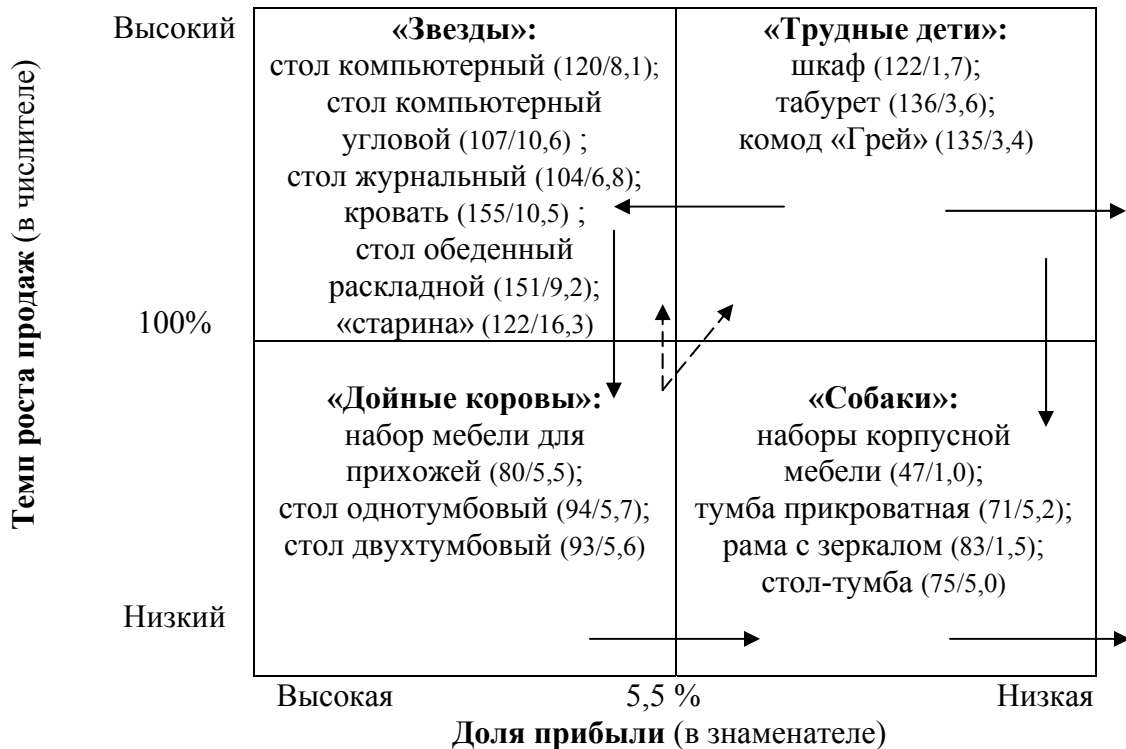 Темп роста продаж (в числителе)
Высокий
100%
Низкий
«Звезды»:
стол компьютерный (120/8,1);
стол компьютерный
угловой (107/10,6) ;
стол журнальный (104/6,8);
кровать (155/10,5) ;
стол обеденный
раскладной (151/9,2);
«старина» (122/16,3)
«Трудные дети»:
шкаф (122/1,7);
табурет (136/3,6);
комод «Грей» (135/3,4)
«Дойные коровы»:
набор мебели для
прихожей (80/5,5);
стол однотумбовый (94/5,7);
стол двухтумбовый (93/5,6)
«Собаки»:
наборы корпусной
мебели (47/1,0);
тумба прикроватная (71/5,2);
рама с зеркалом (83/1,5);
стол-тумба (75/5,0)
Высокая
5,5 %
Низкая
Доля прибыли (в знаменателе)